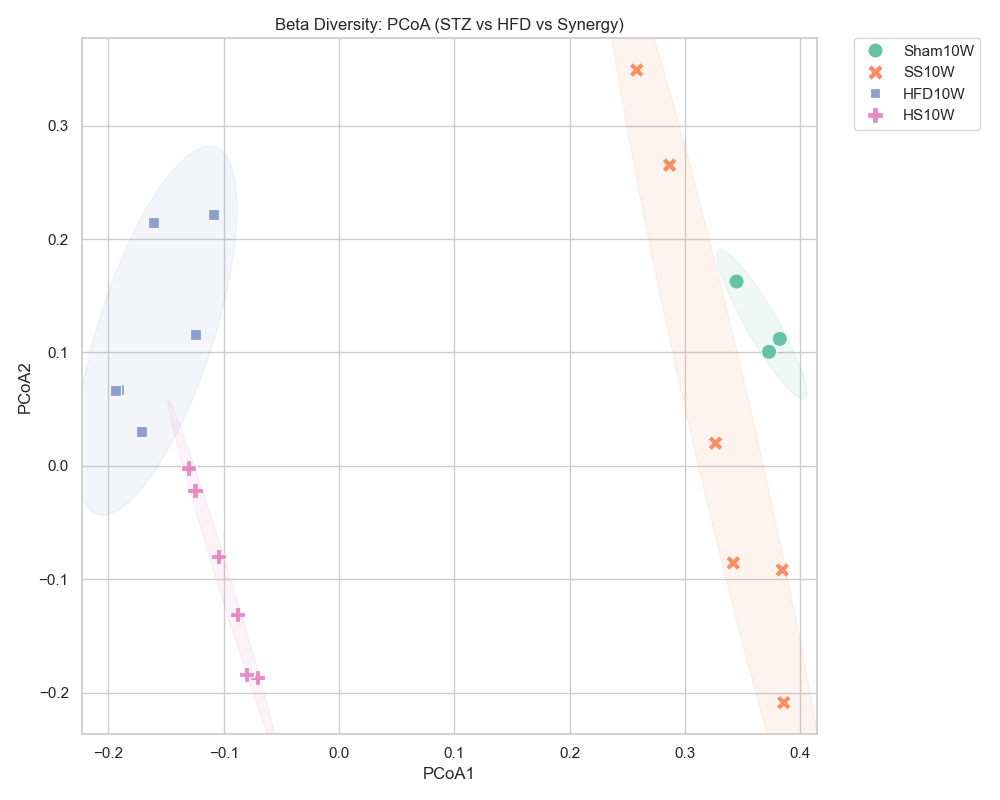 Beta Diversity: PCoA (STZ vs HFD vs Synergy)
Sham10W
SS10W
HFD10W
HS10W
PCoA2
0.3
0.2
0.1
0.0
−0.1
−0.2
−0.2
−0.1
0.0
0.1
0.2
0.3
0.4
PCoA1